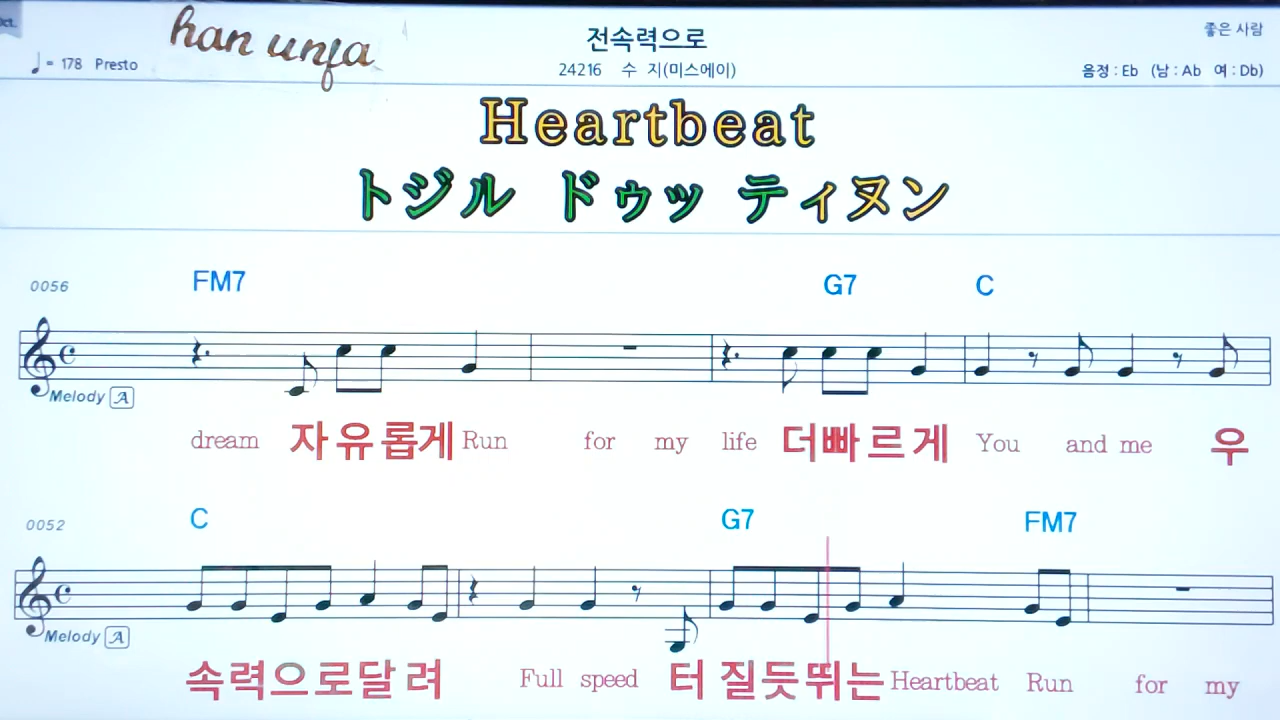 Oct.
han unja
전속력으로
좋은 사람
♩= 178 Presto
24216 수 지(미스에이)
음정 : Eb (남 : Ab 여 : Db)
Heartbeat
トジル ドゥッ ティヌン
0056 FM7 G7 C
Melody A
dream 자유롭게 Run for my life 더빠르게 You and me 우
0052 C G7 FM7
Melody A
속력으로달려 Full speed 터질듯뛰는 Heartbeat Run for my